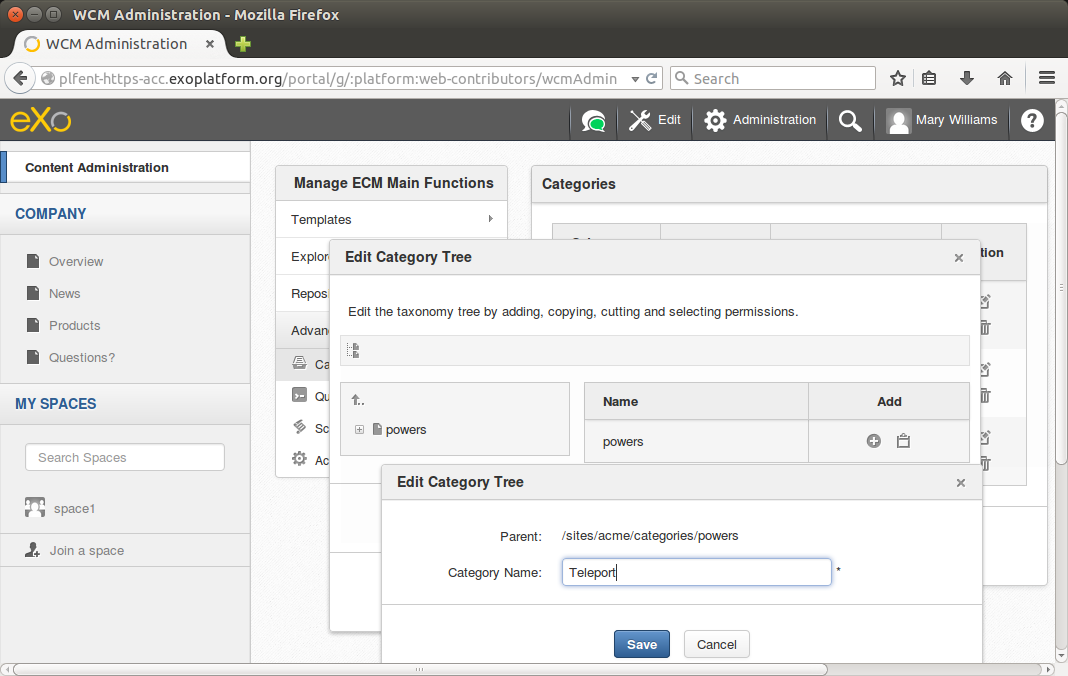 WCM Administration - Mozilla Firefox
WCM Administration
plfent-https-acc.exoplatform.org/portal/g/:platform:web-contributors/wcmAdmin
Search
eXo
Edit
Administration
Mary Williams
Content Administration
COMPANY
Overview
News
Products
Questions?
MY SPACES
Search Spaces
space1
Join a space
Manage ECM Main Functions
Templates
Explor
Repos
Advan
Ca
Qu
Sc
Ac
Categories
tion
Edit Category Tree
Edit the taxonomy tree by adding, copying, cutting and selecting permissions.
..
powers
Name Add
powers
Edit Category Tree
Parent: /sites/acme/categories/powers
Category Name: Teleport *
Save Cancel